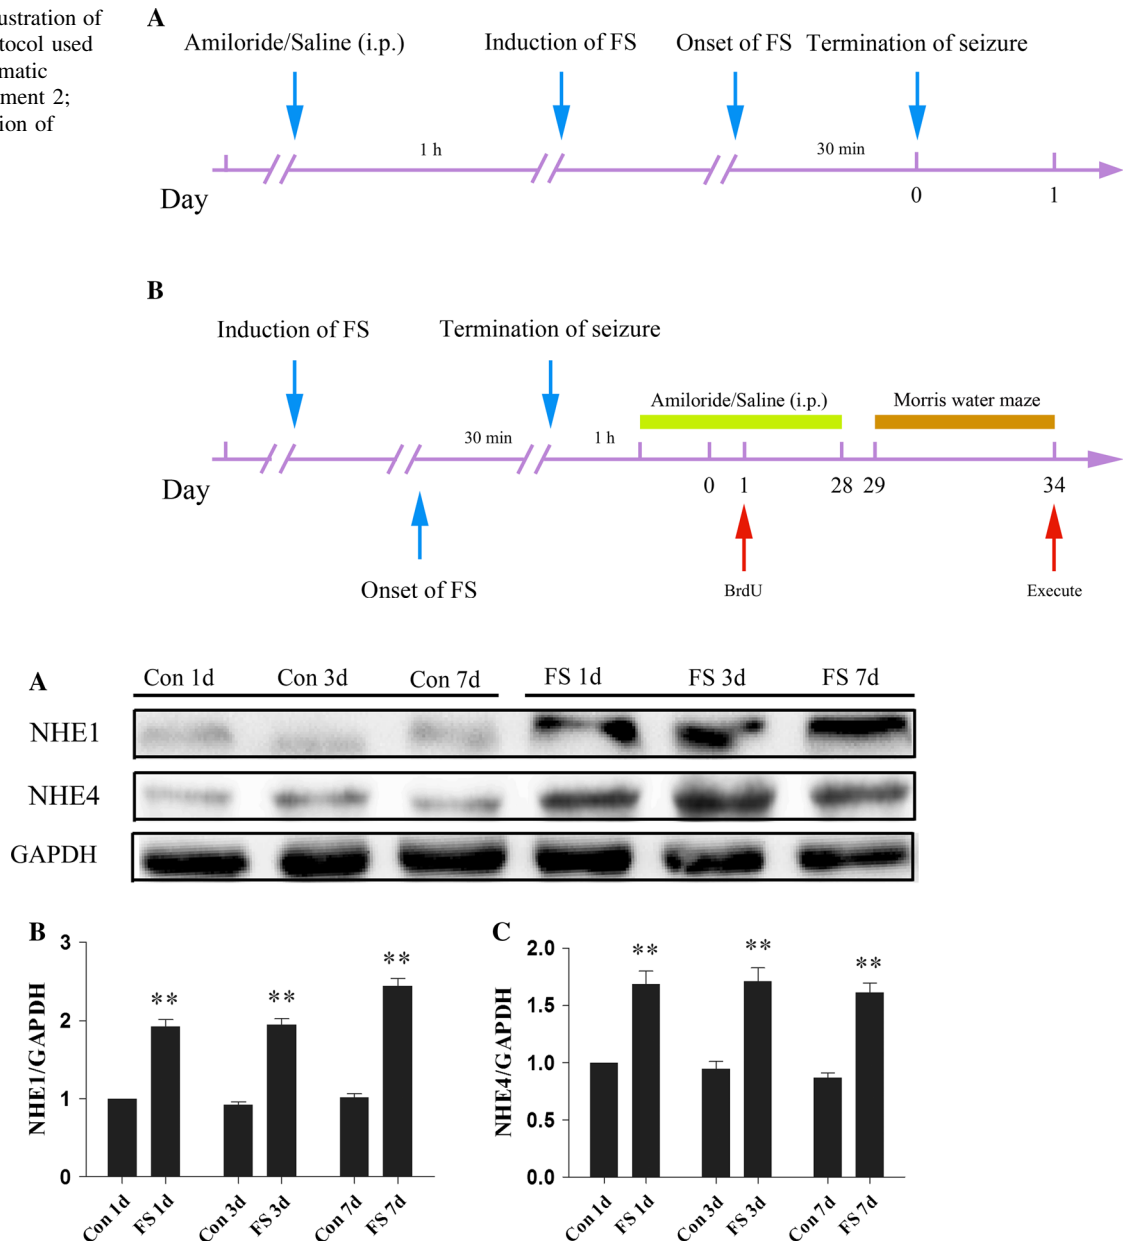 ustration of
tocol used
matic
ment 2;
ion of
A
Amiloride/Saline (i.p.)
Induction of FS
Onset of FS
Termination of seizure
1 h
30 min
Day
0
1
B
Induction of FS
Termination of seizure
Amiloride/Saline (i.p.)
Morris water maze
30 min
1 h
Day
0
1
28
29
34
Onset of FS
BrdU
Execute
A
Con 1d
Con 3d
Con 7d
FS 1d
FS 3d
FS 7d
NHE1
NHE4
GAPDH
B
NHE1/GAPDH
3
2
1
0
**
**
**
Con 1d
FS 1d
Con 3d
FS 3d
Con 7d
FS 7d
C
NHE4/GAPDH
2.0
1.5
1.0
0.5
0.0
**
**
**
Con 1d
FS 1d
Con 3d
FS 3d
Con 7d
FS 7d